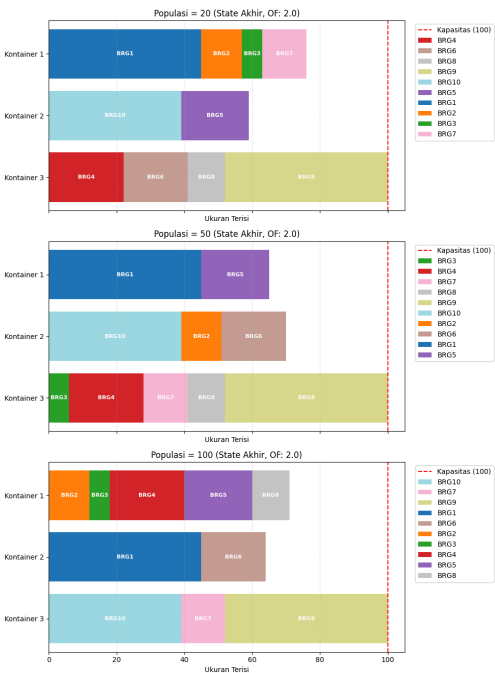 Populasi = 20 (State Akhir, OF: 2.0)
Kontainer 1
BRG1 BRG2 BRG3 BRG7
Kontainer 2
BRG10 BRG5
Kontainer 3
BRG4 BRG6 BRG8 BRG9
Ukuran Terisi
Kapasitas (100)
BRG4
BRG6
BRG8
BRG9
BRG10
BRG5
BRG1
BRG2
BRG3
BRG7
Populasi = 50 (State Akhir, OF: 2.0)
Kontainer 1
BRG1 BRG5
Kontainer 2
BRG10 BRG2 BRG6
Kontainer 3
BRG3 BRG4 BRG7 BRG8 BRG9
Ukuran Terisi
Kapasitas (100)
BRG3
BRG4
BRG7
BRG8
BRG9
BRG10
BRG2
BRG6
BRG1
BRG5
Populasi = 100 (State Akhir, OF: 2.0)
Kontainer 1
BRG2 BRG3 BRG4 BRG5 BRG8
Kontainer 2
BRG1 BRG6
Kontainer 3
BRG10 BRG7 BRG9
0 20 40 60 80 100
Ukuran Terisi
Kapasitas (100)
BRG10
BRG7
BRG9
BRG1
BRG6
BRG2
BRG3
BRG4
BRG5
BRG8